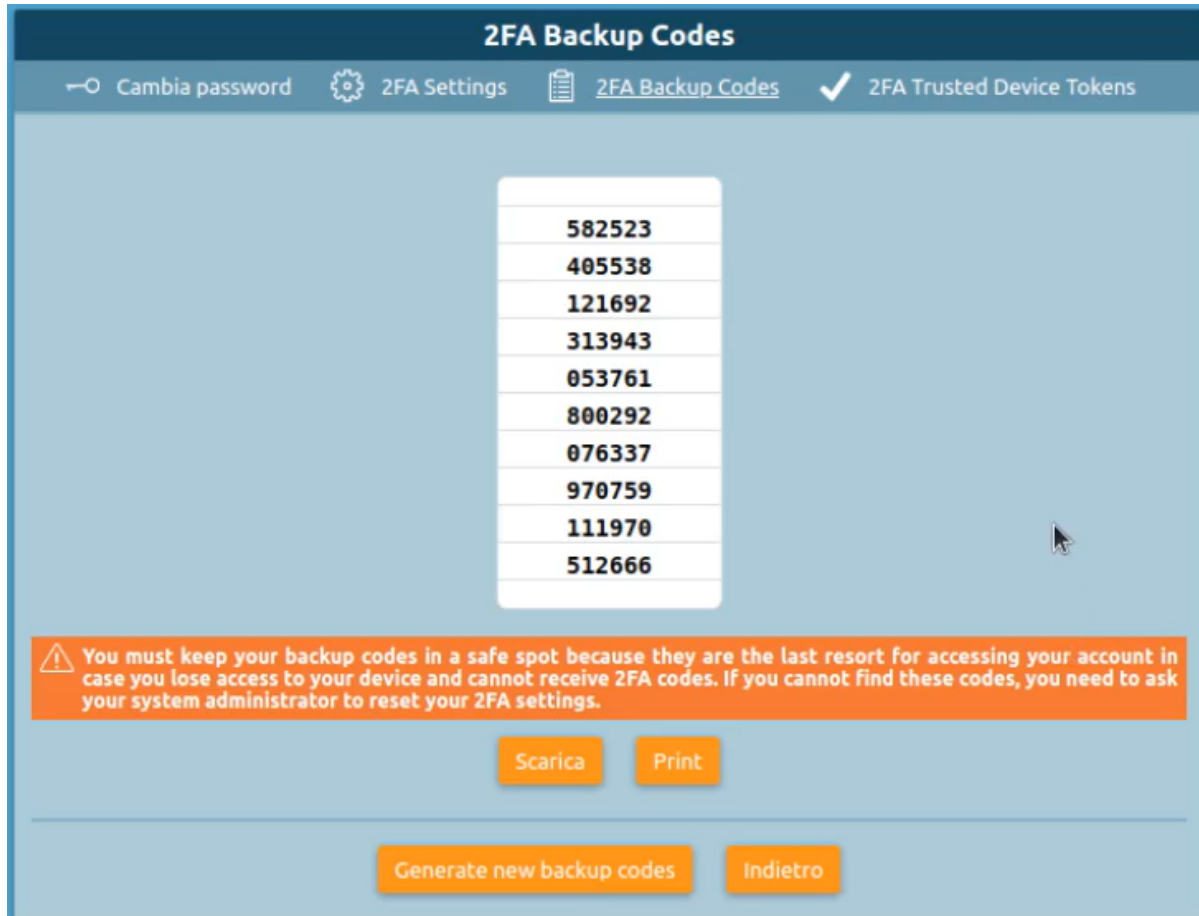 2FA Backup Codes
Cambia password 2FA Settings 2FA Backup Codes 2FA Trusted Device Tokens
582523
405538
121692
313943
053761
800292
076337
970759
111970
512666
You must keep your backup codes in a safe spot because they are the last resort for accessing your account in
case you lose access to your device and cannot receive 2FA codes. If you cannot find these codes, you need to ask
your system administrator to reset your 2FA settings.
Scarica Print
Generate new backup codes Indietro